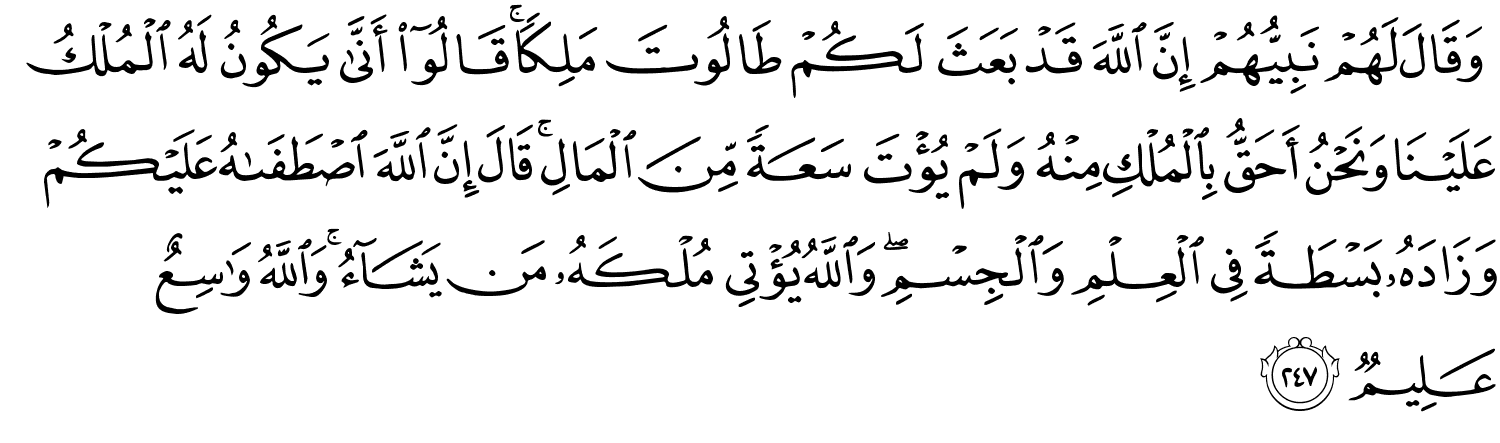 وَقَالَ لَهُمْ نَبِيُّهُمْ إِنَّ ٱللَّهَ قَدْ بَعَثَ لَكُمْ طَالُوتَ مَلِكًا ۚ قَالُوٓا۟ أَنَّىٰ يَكُونُ لَهُ ٱلْمُلْكُ
عَلَيْنَا وَنَحْنُ أَحَقُّ بِٱلْمُلْكِ مِنْهُ وَلَمْ يُؤْتَ سَعَةً مِّنَ ٱلْمَالِ ۚ قَالَ إِنَّ ٱللَّهَ ٱصْطَفَىٰهُ عَلَيْكُمْ
وَزَادَهُۥ بَسْطَةً فِى ٱلْعِلْمِ وَٱلْجِسْمِ ۖ وَٱللَّهُ يُؤْتِى مُلْكَهُۥ مَن يَشَآءُ ۚ وَٱللَّهُ وَٰسِعٌ
عَلِيمٌ ٢٤٧